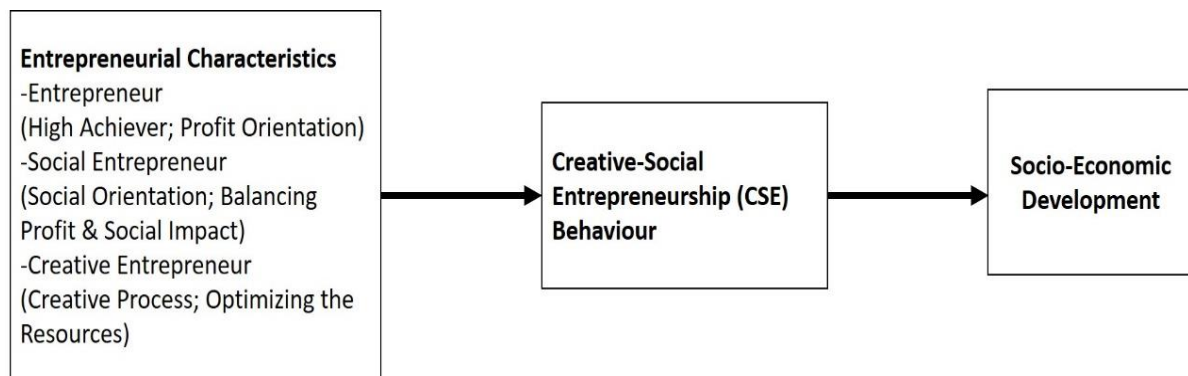 Entrepreneurial Characteristics
-Entrepreneur
(High Achiever; Profit Orientation)
-Social Entrepreneur
(Social Orientation; Balancing
Profit & Social Impact)
-Creative Entrepreneur
(Creative Process; Optimizing the
Resources)
Creative-Social
Entrepreneurship (CSE)
Behaviour
Socio-Economic
Development